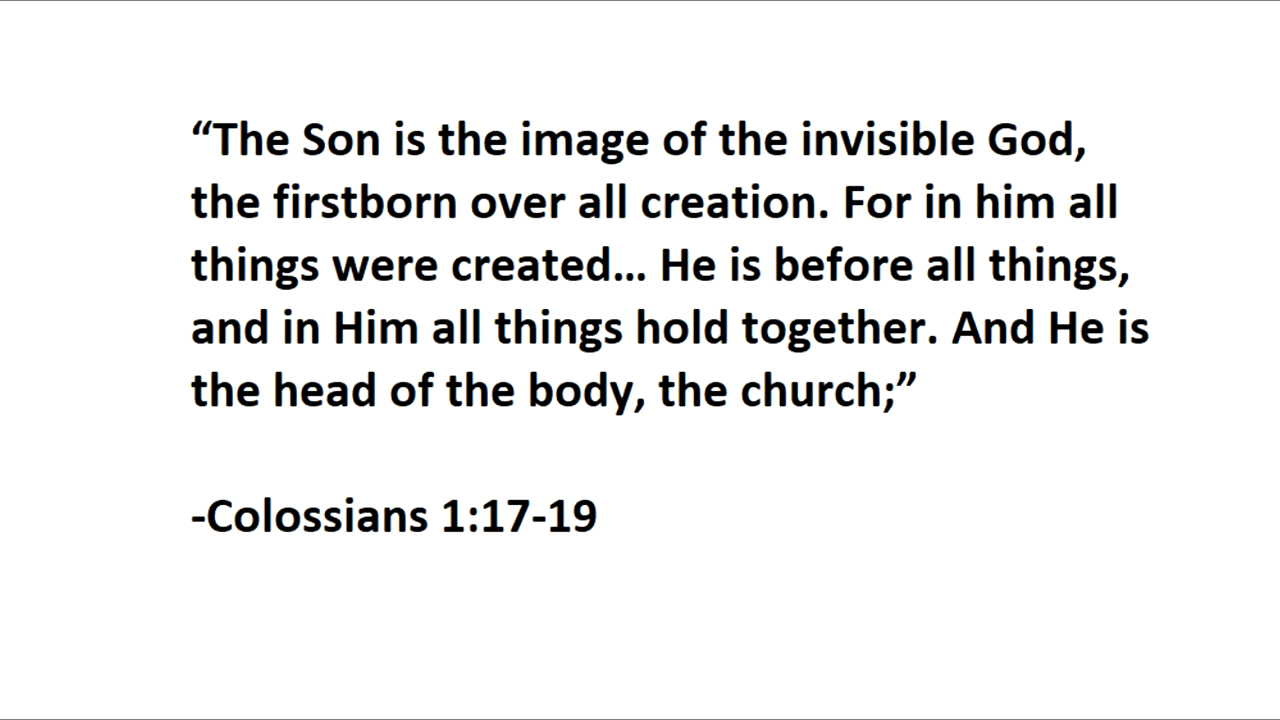 “The Son is the image of the invisible God,
the firstborn over all creation. For in him all
things were created… He is before all things,
and in Him all things hold together. And He is
the head of the body, the church;”
-Colossians 1:17-19